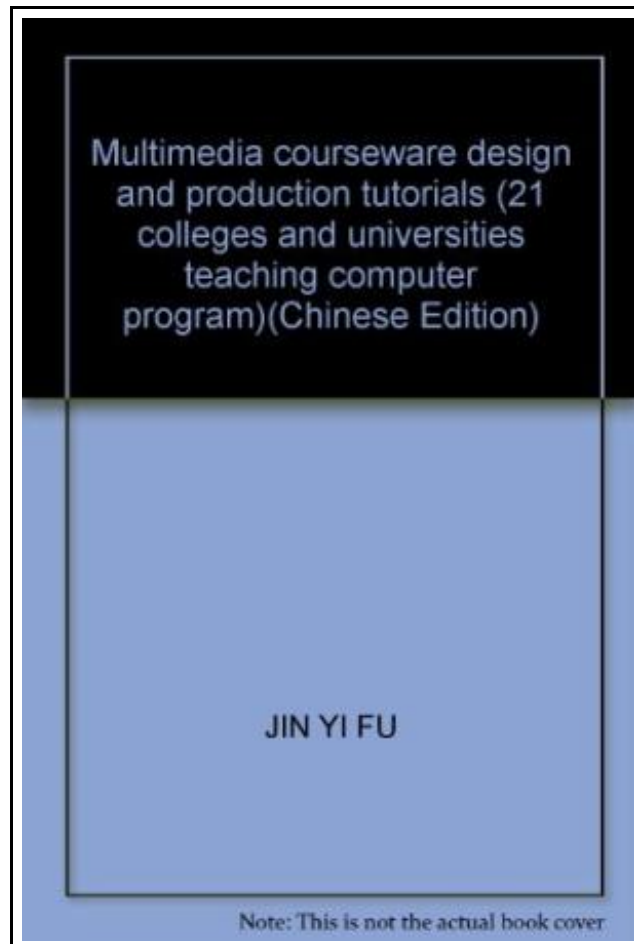 Multimedia courseware design
and production tutorials (21
colleges and universities
teaching computer
program)(Chinese Edition)
JIN YI FU
Note: This is not the actual book cover